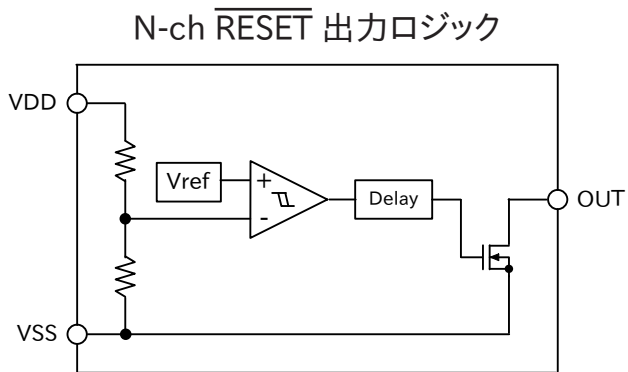 N-ch RESET 出力ロジック
VDD
Vref
+
-
Delay
OUT
VSS